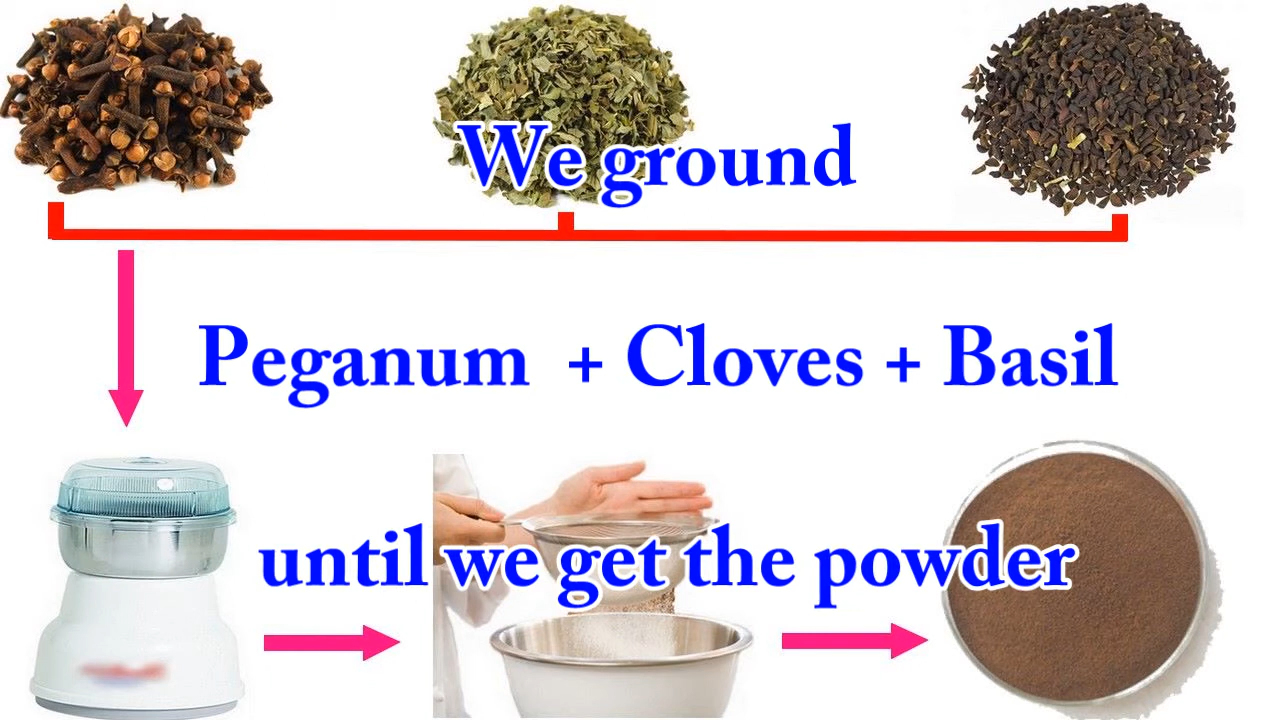 We ground
Peganum + Cloves + Basil
until we get the powder